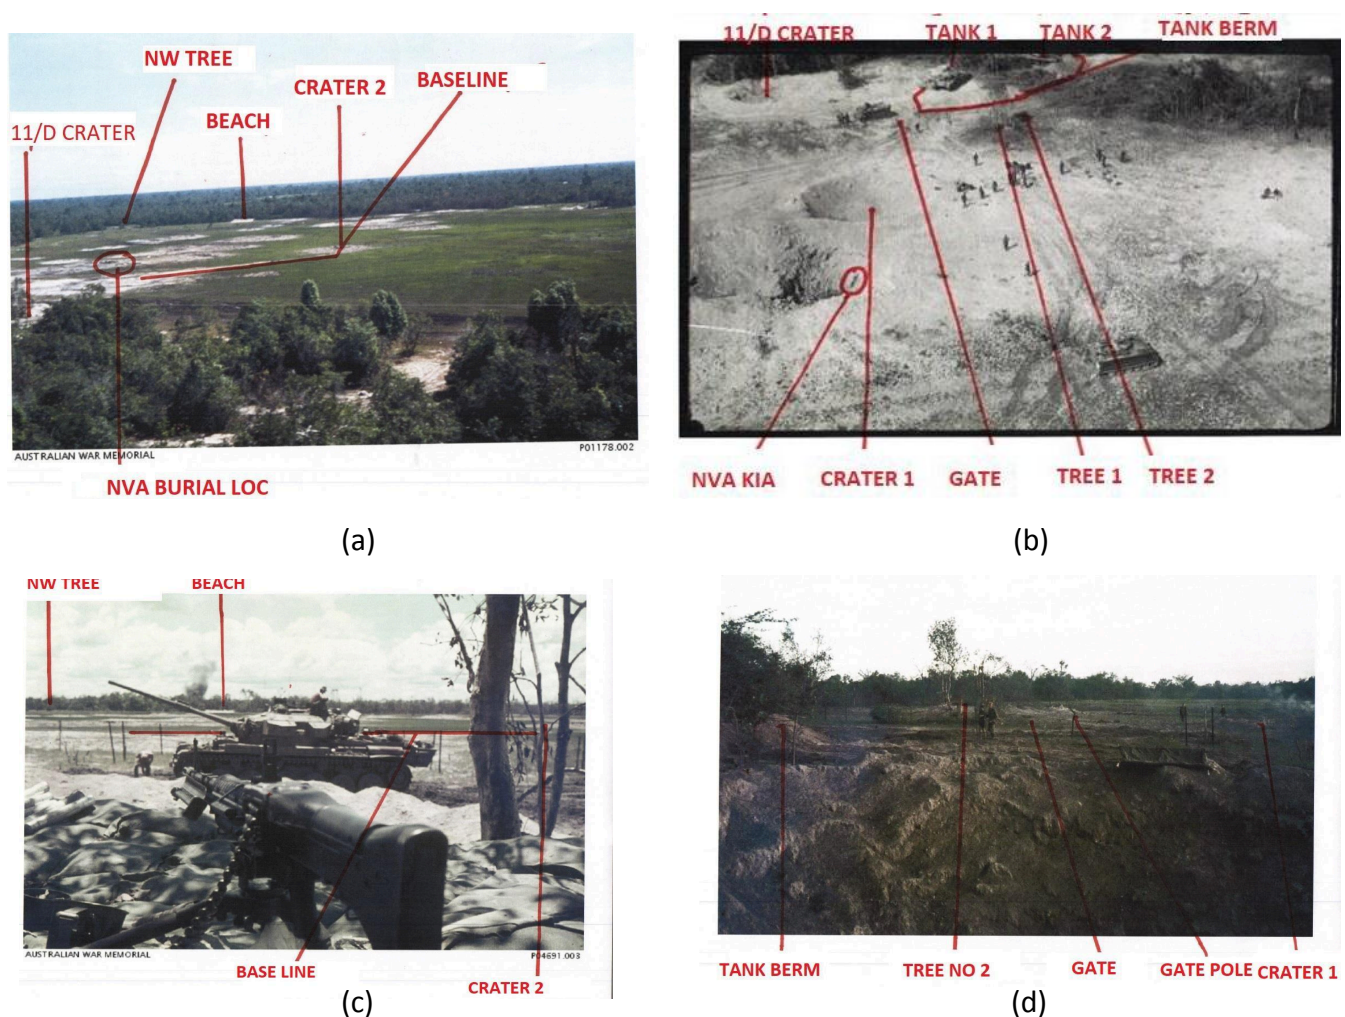 NW TREE
CRATER 2
BASELINE
BEACH
11/D CRATER
AUSTRALIAN WAR MEMORIAL
P01178.002
NVA BURIAL LOC
(a)
11/D CRATER
TANK 1
TANK 2
TANK BERM
NVA KIA
CRATER 1
GATE
TREE 1
TREE 2
(b)
NW TREE
BEACH
AUSTRALIAN WAR MEMORIAL
P04691.003
BASE LINE
CRATER 2
(c)
TANK BERM
TREE NO 2
GATE
GATE POLE
CRATER 1
(d)